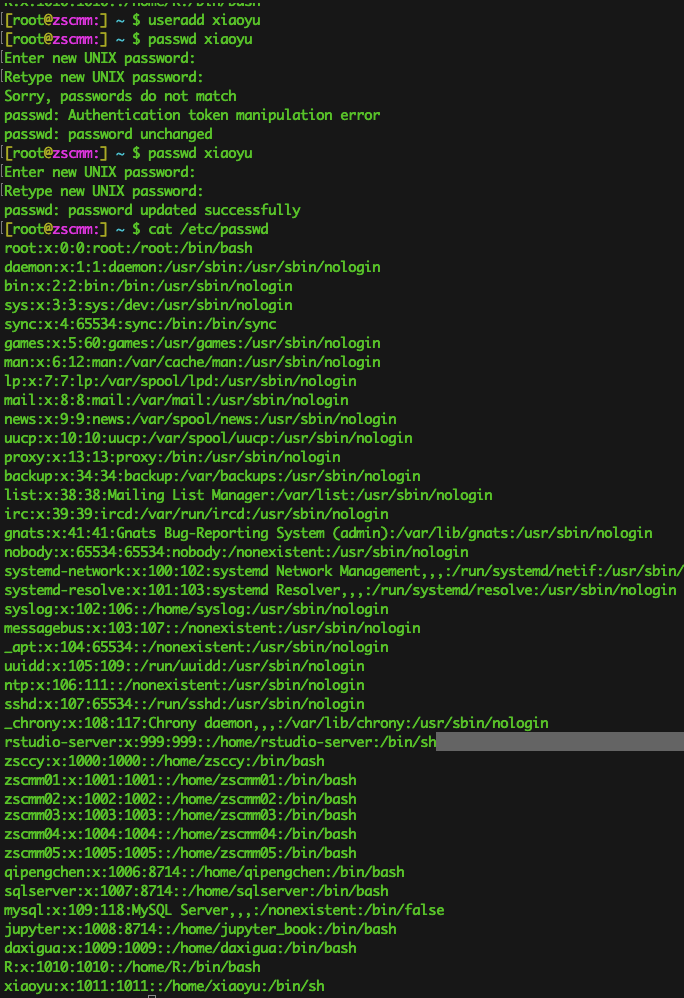 R:x:1010:1010::/home/R:/bin/bash
[root@zscmm:] ~ $ useradd xiaoyu
[root@zscmm:] ~ $ passwd xiaoyu
Enter new UNIX password:
Retype new UNIX password:
Sorry, passwords do not match
passwd: Authentication token manipulation error
passwd: password unchanged
[root@zscmm:] ~ $ passwd xiaoyu
Enter new UNIX password:
Retype new UNIX password:
passwd: password updated successfully
[root@zscmm:] ~ $ cat /etc/passwd
root:x:0:0:root:/root:/bin/bash
daemon:x:1:1:daemon:/usr/sbin:/usr/sbin/nologin
bin:x:2:2:bin:/bin:/usr/sbin/nologin
sys:x:3:3:sys:/dev:/usr/sbin/nologin
sync:x:4:65534:sync:/bin:/bin/sync
games:x:5:60:games:/usr/games:/usr/sbin/nologin
man:x:6:12:man:/var/cache/man:/usr/sbin/nologin
lp:x:7:7:lp:/var/spool/lpd:/usr/sbin/nologin
mail:x:8:8:mail:/var/mail:/usr/sbin/nologin
news:x:9:9:news:/var/spool/news:/usr/sbin/nologin
uucp:x:10:10:uucp:/var/spool/uucp:/usr/sbin/nologin
proxy:x:13:13:proxy:/bin:/usr/sbin/nologin
backup:x:34:34:backup:/var/backups:/usr/sbin/nologin
list:x:38:38:Mailing List Manager:/var/list:/usr/sbin/nologin
irc:x:39:39:ircd:/var/run/ircd:/usr/sbin/nologin
gnats:x:41:41:Gnats Bug-Reporting System (admin):/var/lib/gnats:/usr/sbin/nologin
nobody:x:65534:65534:nobody:/nonexistent:/usr/sbin/nologin
systemd-network:x:100:102:systemd Network Management,,,:/run/systemd/netif:/usr/sbin/
systemd-resolve:x:101:103:systemd Resolver,,,:/run/systemd/resolve:/usr/sbin/nologin
syslog:x:102:106::/home/syslog:/usr/sbin/nologin
messagebus:x:103:107::/nonexistent:/usr/sbin/nologin
_apt:x:104:65534::/nonexistent:/usr/sbin/nologin
uuidd:x:105:109::/run/uuidd:/usr/sbin/nologin
ntp:x:106:111::/nonexistent:/usr/sbin/nologin
sshd:x:107:65534::/run/sshd:/usr/sbin/nologin
_chrony:x:108:117:Chrony daemon,,,:/var/lib/chrony:/usr/sbin/nologin
rstudio-server:x:999:999::/home/rstudio-server:/bin/sh
zsccy:x:1000:1000::/home/zsccy:/bin/bash
zscmm01:x:1001:1001::/home/zscmm01:/bin/bash
zscmm02:x:1002:1002::/home/zscmm02:/bin/bash
zscmm03:x:1003:1003::/home/zscmm03:/bin/bash
zscmm04:x:1004:1004::/home/zscmm04:/bin/bash
zscmm05:x:1005:1005::/home/zscmm05:/bin/bash
qipengchen:x:1006:8714::/home/qipengchen:/bin/bash
sqlserver:x:1007:8714::/home/sqlserver:/bin/bash
mysql:x:109:118:MySQL Server,,,:/nonexistent:/bin/false
jupyter:x:1008:8714::/home/jupyter_book:/bin/bash
daxigua:x:1009:1009::/home/daxigua:/bin/bash
R:x:1010:1010::/home/R:/bin/bash
xiaoyu:x:1011:1011::/home/xiaoyu:/bin/sh